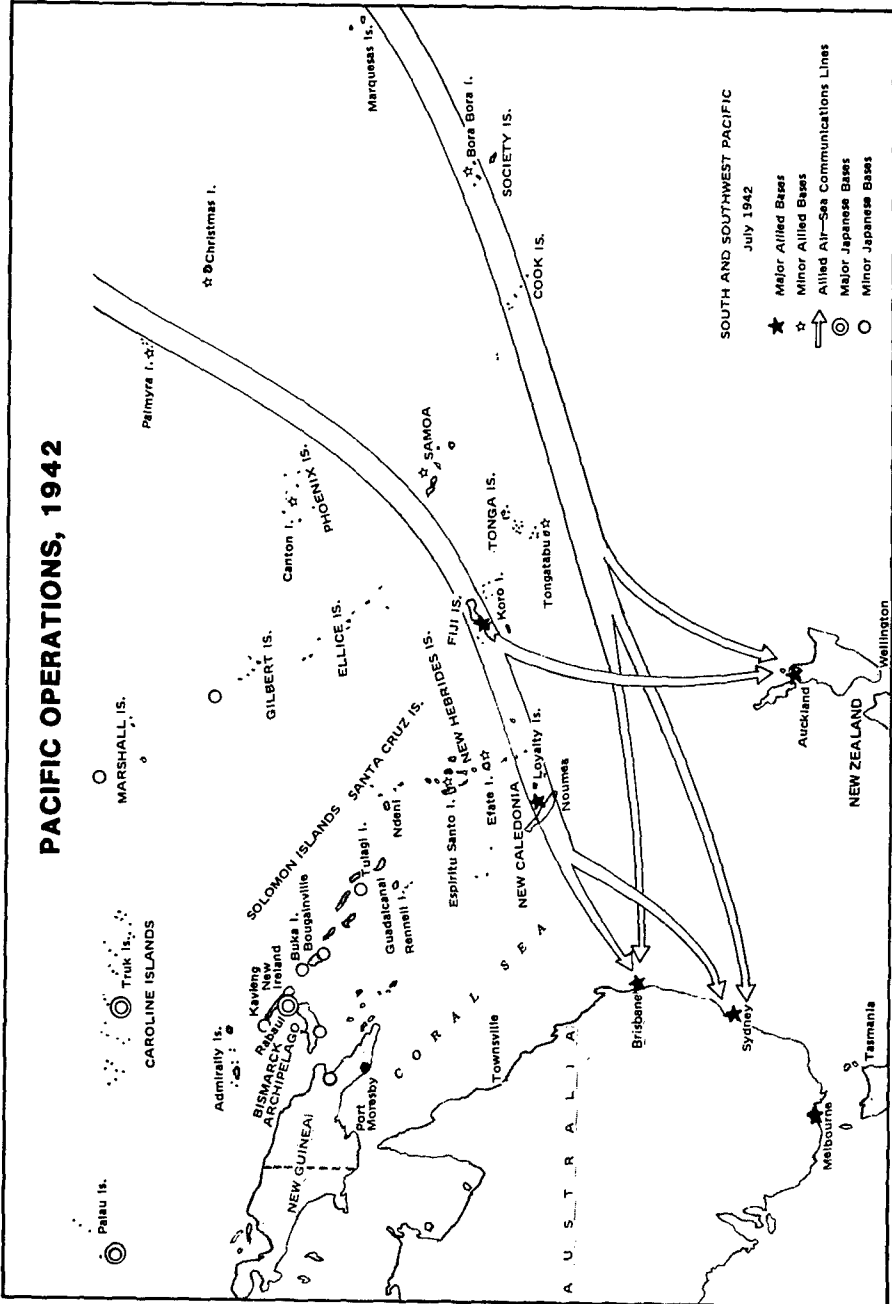 PACIFIC OPERATIONS, 1942
Palau Is.
Truk Is.
CAROLINE ISLANDS
MARSHALL IS.
Palmyra I.
Christmas I.
Marquesas Is.
Admiralty Is.
Kavieng
New
Ireland
Rabaul
BISMARCK
ARCHIPELAGO
Buka I.
Bougainville
SOLOMON ISLANDS
SANTA CRUZ IS.
GILBERT IS.
ELLICE IS.
Canton I.
PHOENIX IS.
NEW GUINEA
Port
Moresby
Tulagi I.
Guadalcanal
Rennell I.
Ndeni
Espiritu Santo I.
NEW HEBRIDES IS.
Efate I.
FIJI IS.
Koro I.
SAMOA
TONGA IS.
Tongatabu
COOK IS.
Bora Bora I.
SOCIETY IS.
CORAL SEA
NEW CALEDONIA
Loyalty Is.
Noumea
Townsville
AUSTRALIA
Brisbane
Sydney
Melbourne
Tasmania
Auckland
NEW ZEALAND
Wellington
SOUTH AND SOUTHWEST PACIFIC
July 1942
Major Allied Bases
Minor Allied Bases
Allied Air-Sea Communications Lines
Major Japanese Bases
Minor Japanese Bases